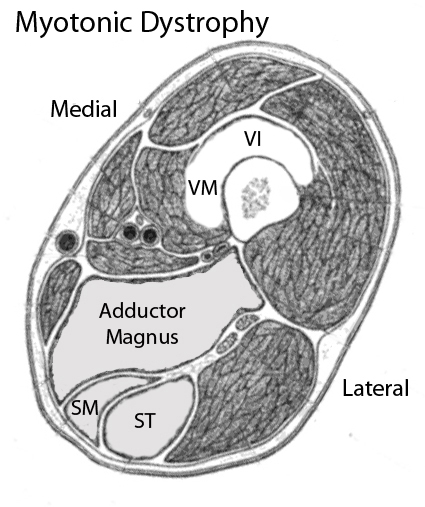 Myotonic Dystrophy
Medial
VI
VM
Adductor
Magnus
SM
ST
Lateral